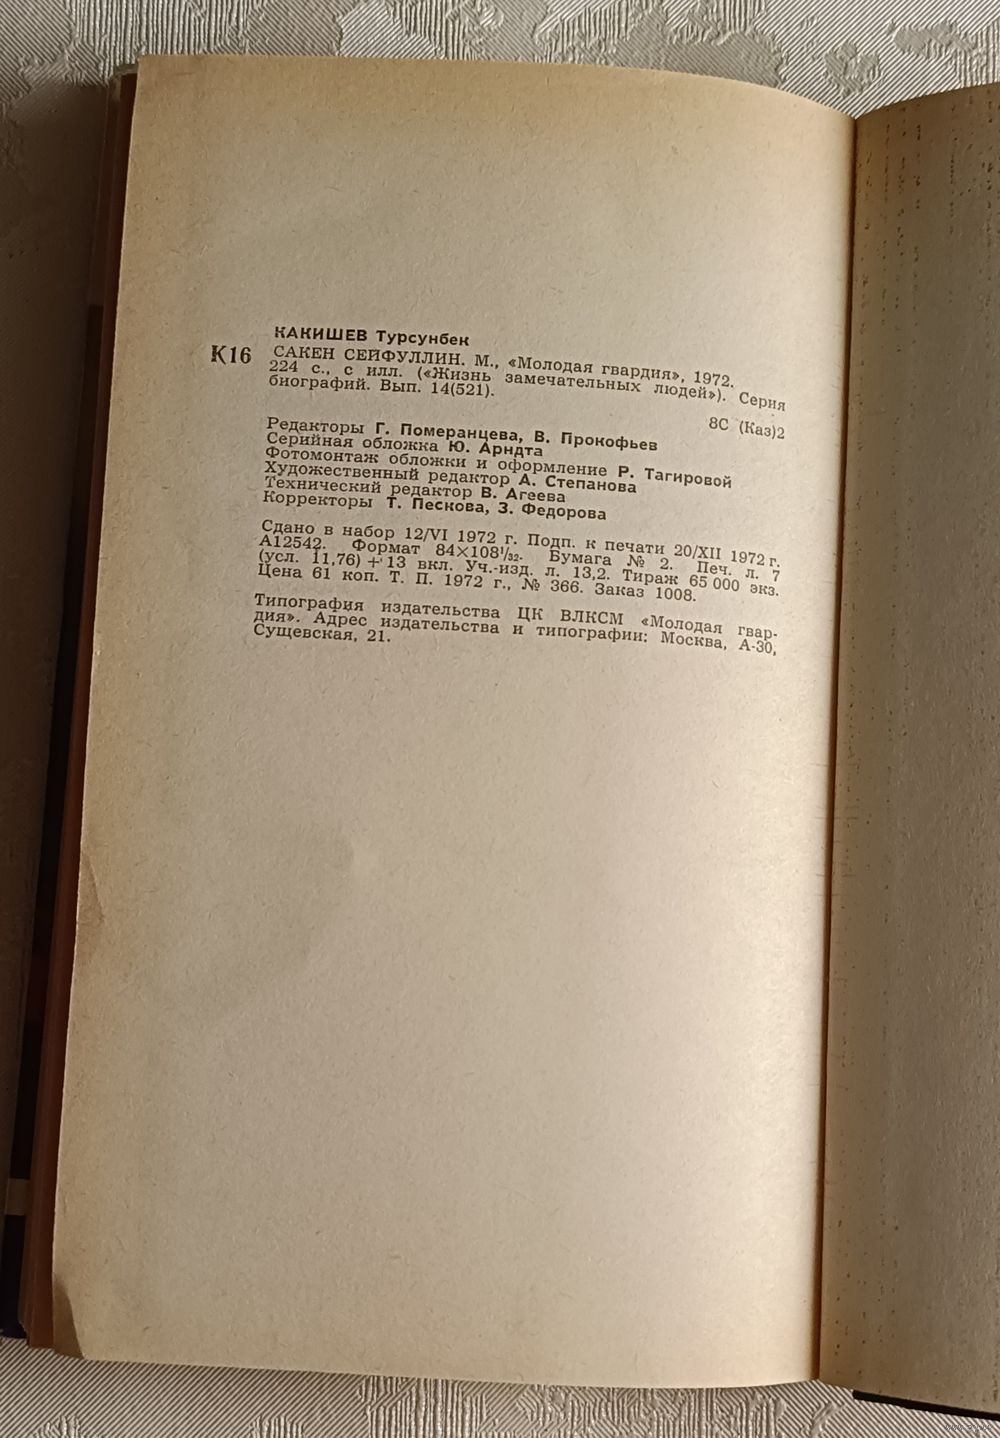 КАКИШЕВ Турсунбек
К16 САКЕН СЕЙФУЛЛИН. М., «Молодая гвардия», 1972.
224 с., с илл. («Жизнь замечательных людей»). Серия
биографий. Вып. 14(521).
8С (Каз)2
Редакторы Г. Померанцева, В. Прокофьев
Серийная обложка Ю. Арндта
Фотомонтаж обложки и оформление Р. Тагировой
Художественный редактор А. Степанова
Технический редактор В. Агеева
Корректоры Т. Пескова, З. Федорова
Сдано в набор 12/VI 1972 г. Подп. к печати 20/XII 1972 г.
А12542. Формат 84×108¹/₃₂. Бумага № 2. Печ. л. 7
(усл. 11,76) + 13 вкл. Уч.-изд. л. 13,2. Тираж 65 000 экз.
Цена 61 коп. Т. П. 1972 г., № 366. Заказ 1008.
Типография издательства ЦК ВЛКСМ «Молодая гвар-
дия». Адрес издательства и типографии: Москва, А-30,
Сущевская, 21.